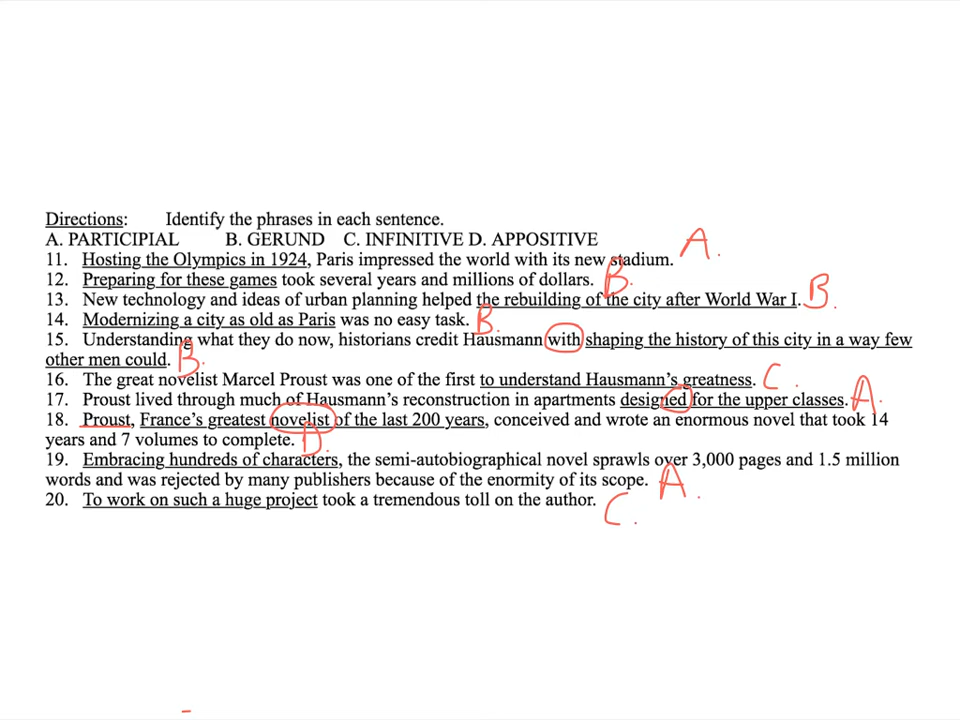 Directions: Identify the phrases in each sentence.
A. PARTICIPIAL B. GERUND C. INFINITIVE D. APPOSITIVE
11. Hosting the Olympics in 1924, Paris impressed the world with its new stadium. A.
12. Preparing for these games took several years and millions of dollars. B.
13. New technology and ideas of urban planning helped the rebuilding of the city after World War I. B.
14. Modernizing a city as old as Paris was no easy task. B.
15. Understanding what they do now, historians credit Hausmann with shaping the history of this city in a way few
other men could. B.
16. The great novelist Marcel Proust was one of the first to understand Hausmann's greatness. C.
17. Proust lived through much of Hausmann's reconstruction in apartments designed for the upper classes. A.
18. Proust, France's greatest novelist of the last 200 years, conceived and wrote an enormous novel that took 14
years and 7 volumes to complete. D.
19. Embracing hundreds of characters, the semi-autobiographical novel sprawls over 3,000 pages and 1.5 million
words and was rejected by many publishers because of the enormity of its scope. A.
20. To work on such a huge project took a tremendous toll on the author. C.